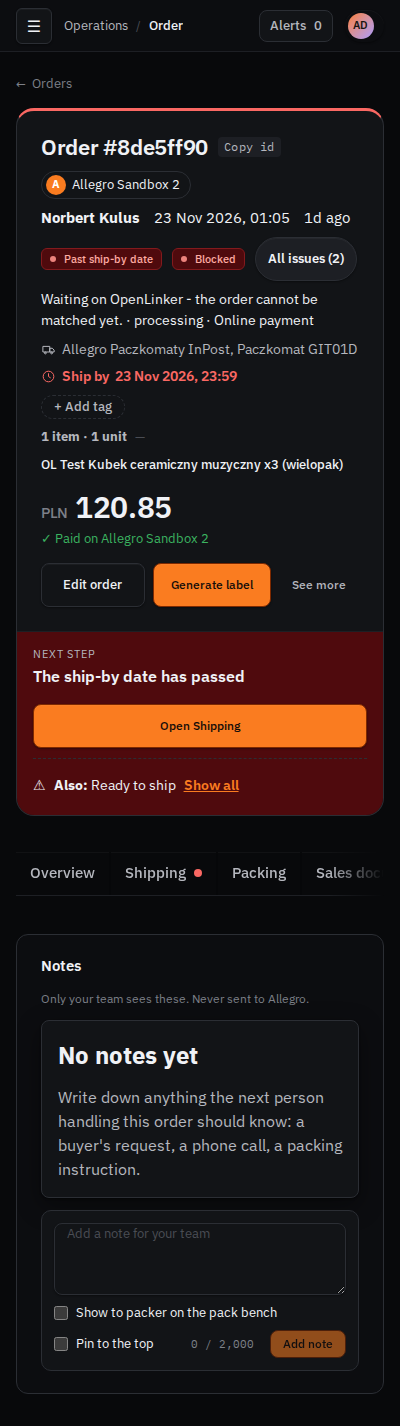 ☰ Operations / Order Alerts 0 AD
← Orders
Order #8de5ff90 Copy id
A Allegro Sandbox 2
Norbert Kulus 23 Nov 2026, 01:05 1d ago
Past ship-by date Blocked All issues (2)
Waiting on OpenLinker - the order cannot be
matched yet. · processing · Online payment
Allegro Paczkomaty InPost, Paczkomat GIT01D
Ship by 23 Nov 2026, 23:59
+ Add tag
1 item · 1 unit —
OL Test Kubek ceramiczny muzyczny x3 (wielopak)
PLN 120.85
✓ Paid on Allegro Sandbox 2
Edit order Generate label See more
NEXT STEP
The ship-by date has passed
Open Shipping
⚠ Also: Ready to ship Show all
Overview Shipping Packing Sales doc
Notes
Only your team sees these. Never sent to Allegro.
No notes yet
Write down anything the next person
handling this order should know: a
buyer's request, a phone call, a packing
instruction.
Add a note for your team
Show to packer on the pack bench
Pin to the top 0 / 2,000 Add note